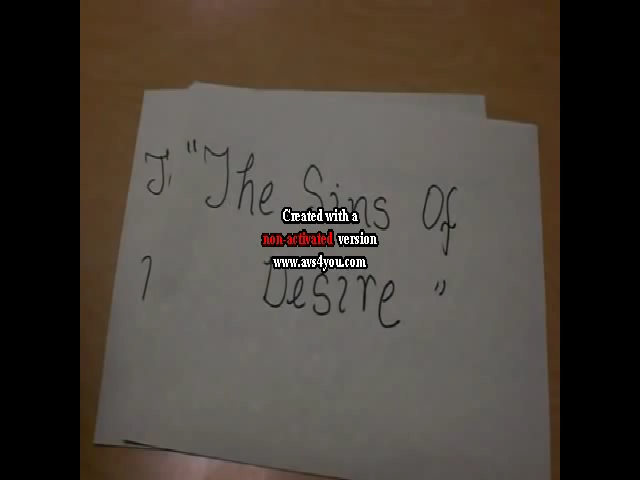 "The Sins Of
Desire"
Created with a
non-activated version
www.avs4you.com